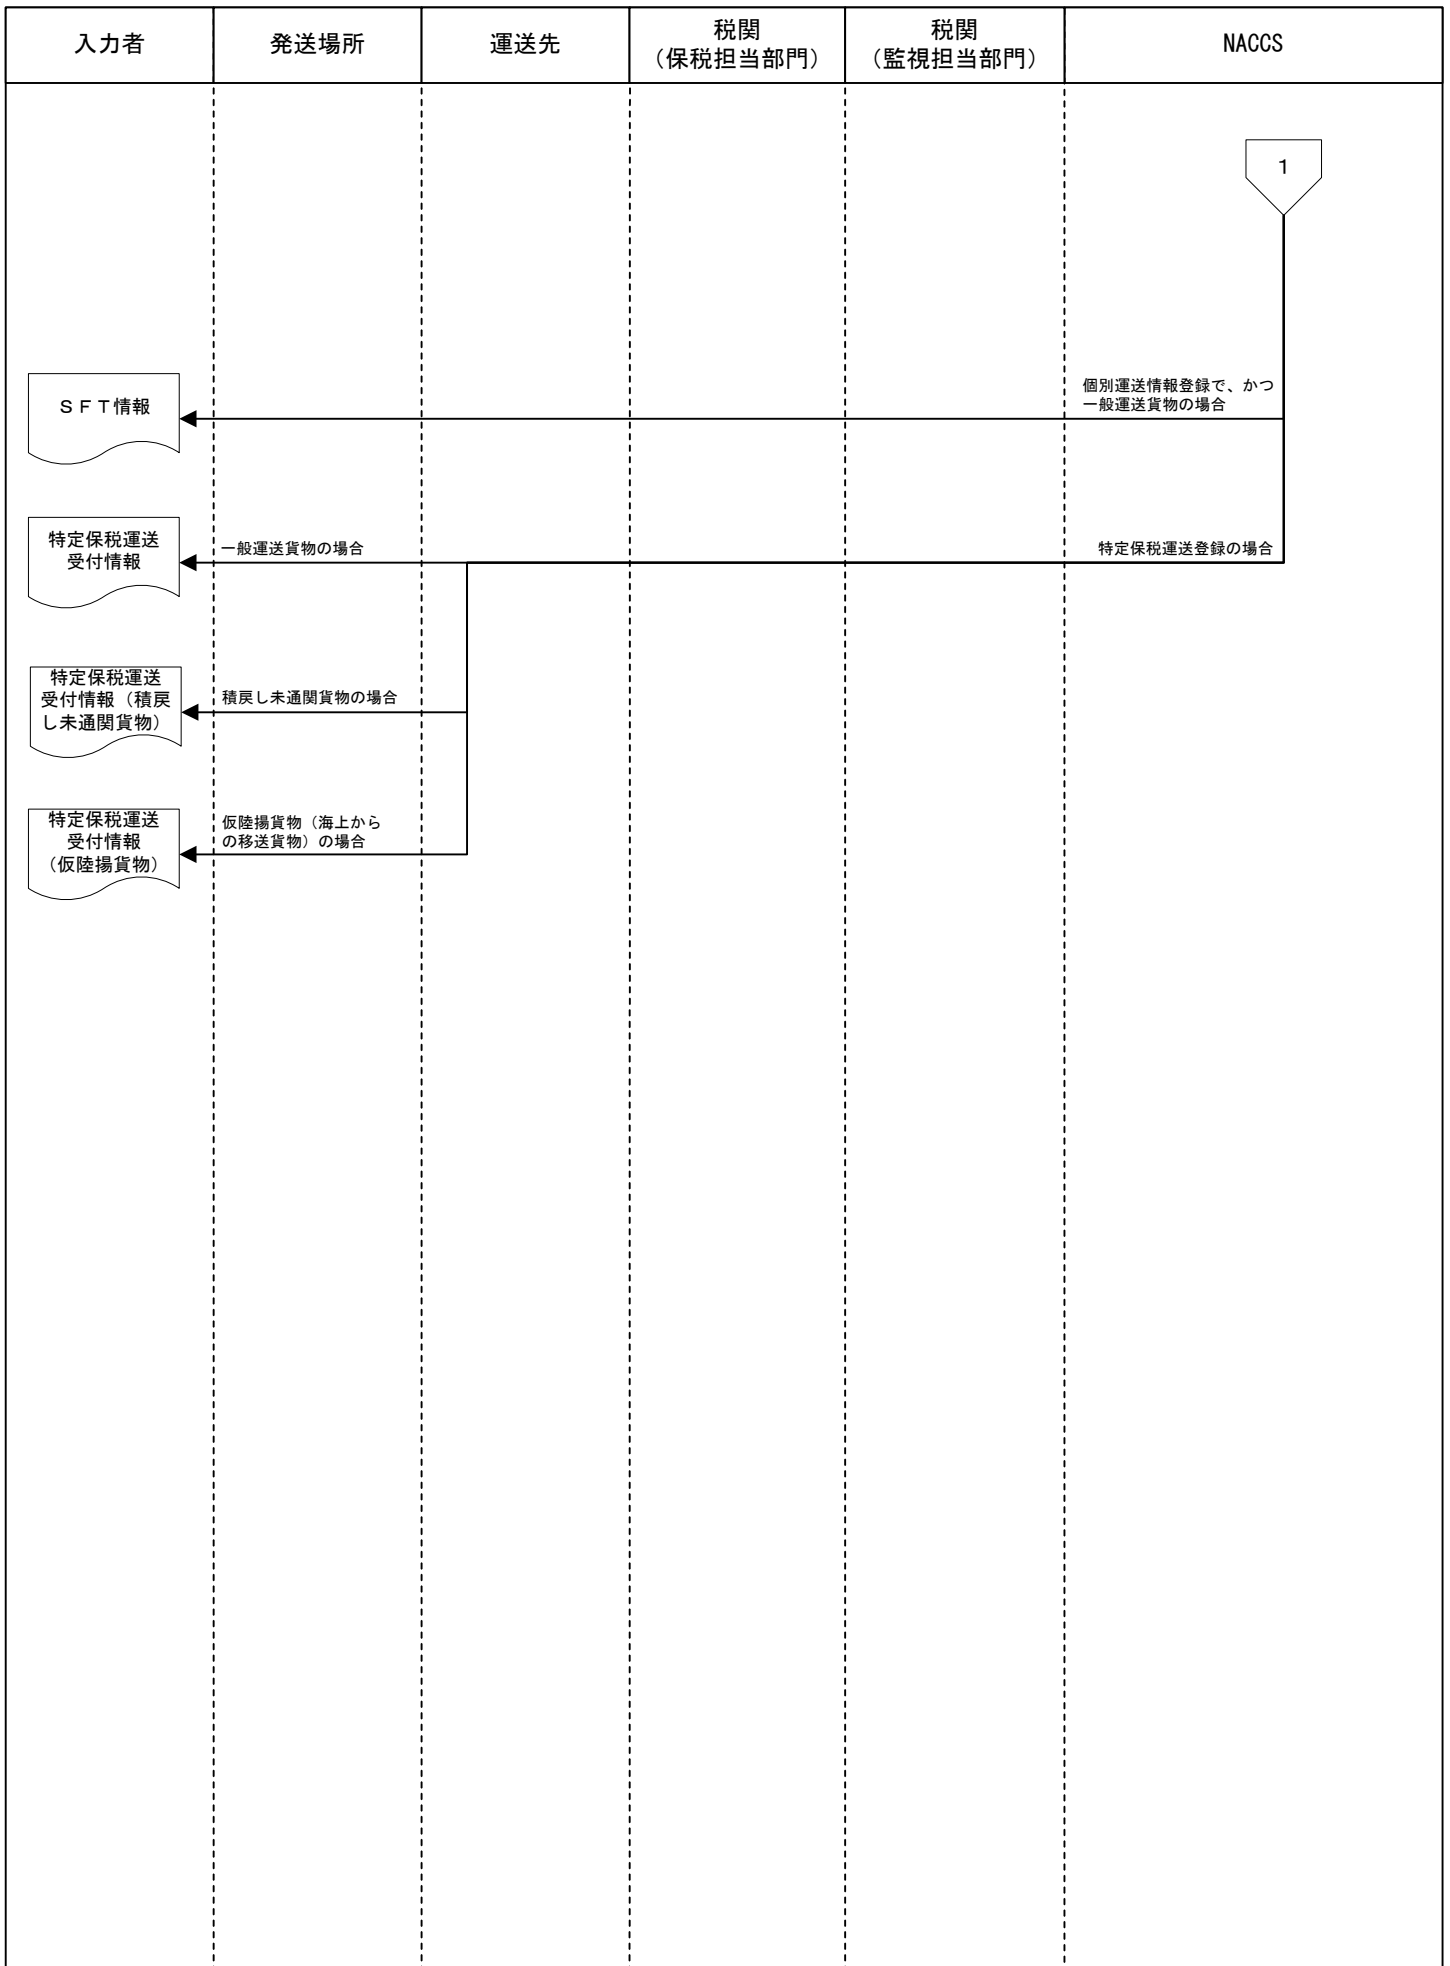 入力者
発送場所
運送先
税関
（保税担当部門）
税関
（監視担当部門）
NACCS
1
個別運送情報登録で、かつ
一般運送貨物の場合
ＳＦＴ情報
特定保税運送
受付情報
一般運送貨物の場合
特定保税運送登録の場合
特定保税運送
受付情報（積戻
し未通関貨物）
積戻し未通関貨物の場合
特定保税運送
受付情報
（仮陸揚貨物）
仮陸揚貨物（海上から
の移送貨物）の場合